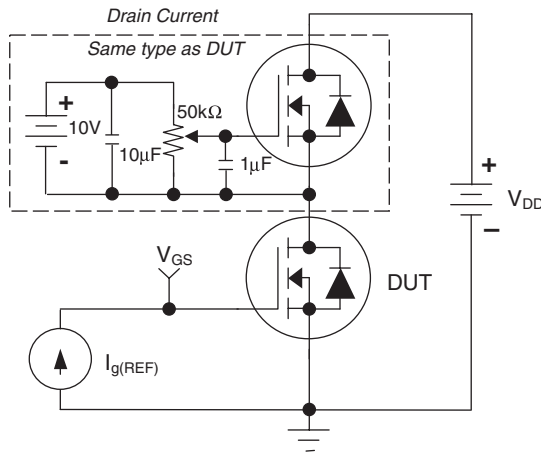 Drain Current
Same type as DUT
+
10V
-
10μF
50kΩ
1μF
+
V_DD
−
V_GS
DUT
I_g(REF)